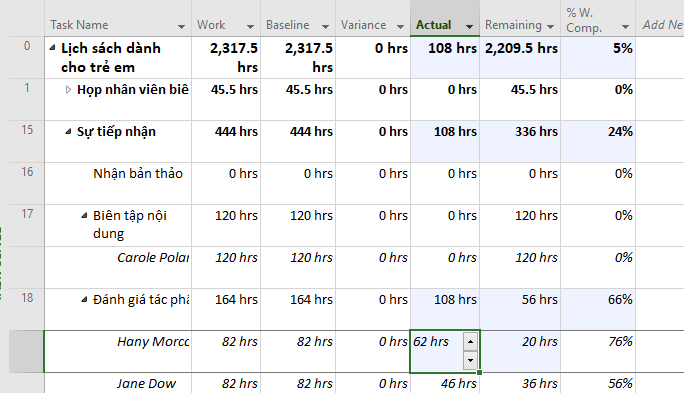 Task Name Work Baseline Variance Actual Remaining % W. Comp. Add Ne
0 Lịch sách dành cho trẻ em 2,317.5 hrs 2,317.5 hrs 0 hrs 108 hrs 2,209.5 hrs 5%
1 Họp nhân viên biê 45.5 hrs 45.5 hrs 0 hrs 0 hrs 45.5 hrs 0%
15 Sự tiếp nhận 444 hrs 444 hrs 0 hrs 108 hrs 336 hrs 24%
16 Nhận bản thảo 0 hrs 0 hrs 0 hrs 0 hrs 0 hrs 0%
17 Biên tập nội dung 120 hrs 120 hrs 0 hrs 0 hrs 120 hrs 0%
Carole Polan 120 hrs 120 hrs 0 hrs 0 hrs 120 hrs 0%
18 Đánh giá tác phẩ 164 hrs 164 hrs 0 hrs 108 hrs 56 hrs 66%
Hany Morco 82 hrs 82 hrs 0 hrs 62 hrs 20 hrs 76%
Jane Dow 82 hrs 82 hrs 0 hrs 46 hrs 36 hrs 56%